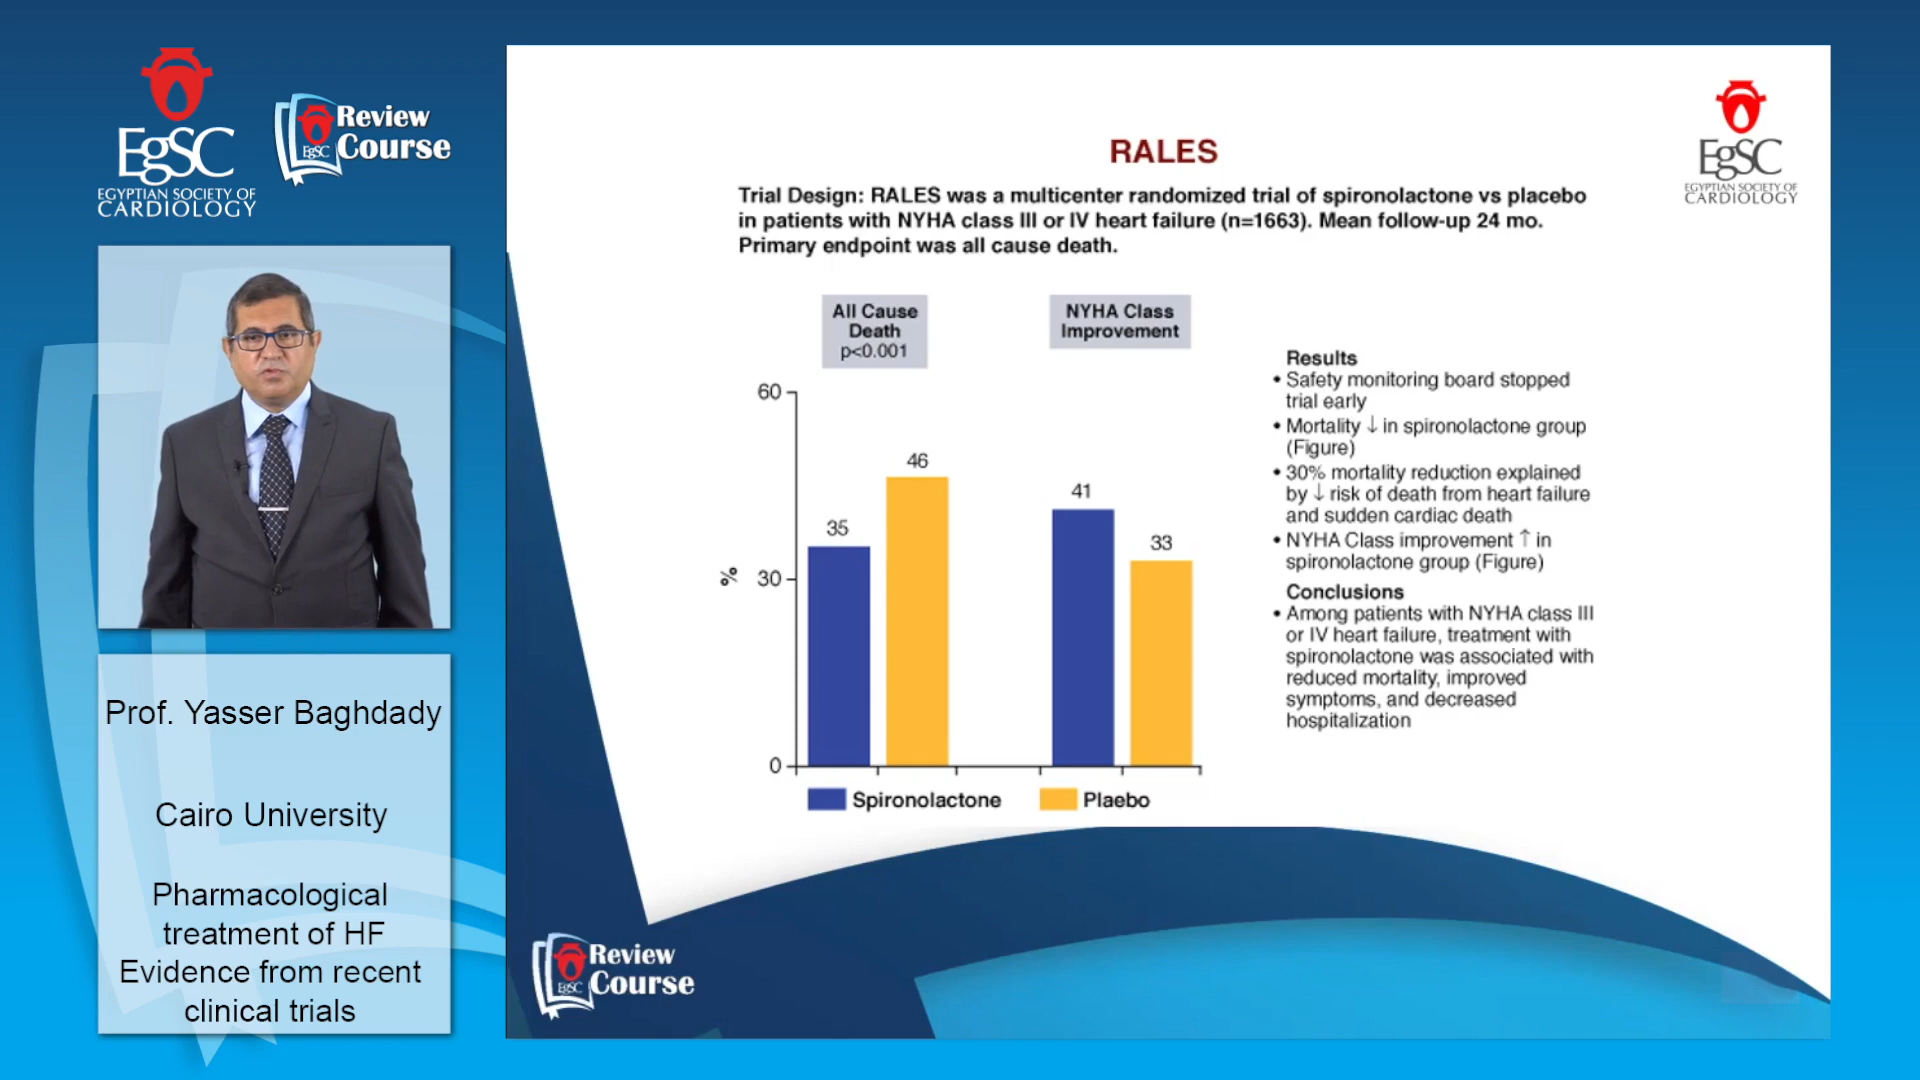 EgSC
EGYPTIAN SOCIETY OF
CARDIOLOGY
Review
Course
EgSC
Prof. Yasser Baghdady
Cairo University
Pharmacological
treatment of HF
Evidence from recent
clinical trials
EgSC
EGYPTIAN SOCIETY OF
CARDIOLOGY
RALES
Trial Design: RALES was a multicenter randomized trial of spironolactone vs placebo
in patients with NYHA class III or IV heart failure (n=1663). Mean follow-up 24 mo.
Primary endpoint was all cause death.
All Cause
Death
p<0.001
NYHA Class
Improvement
60
30
0
%
35
46
41
33
Spironolactone
Plaebo
Results
• Safety monitoring board stopped
trial early
• Mortality ↓ in spironolactone group
(Figure)
• 30% mortality reduction explained
by ↓ risk of death from heart failure
and sudden cardiac death
• NYHA Class improvement ↑ in
spironolactone group (Figure)
Conclusions
• Among patients with NYHA class III
or IV heart failure, treatment with
spironolactone was associated with
reduced mortality, improved
symptoms, and decreased
hospitalization
Review
Course
EgSC